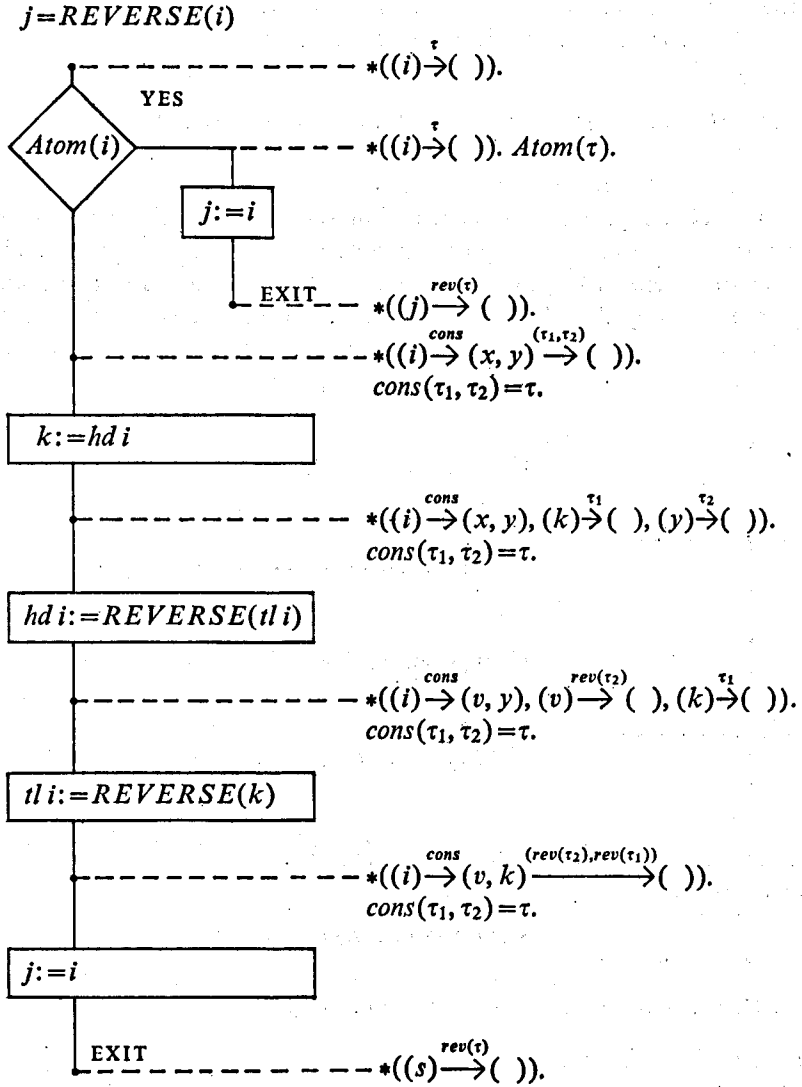 j=REVERSE(i)
*((i) →^τ ( )).
YES
Atom(i)
*((i) →^τ ( )). Atom(τ).
j:=i
EXIT
*((j) →^{rev(τ)} ( )).
*((i) →^{cons} (x, y) →^{(τ₁,τ₂)} ( )).
cons(τ₁, τ₂)=τ.
k:=hd i
*((i) →^{cons} (x, y), (k) →^{τ₁} ( ), (y) →^{τ₂} ( )).
cons(τ₁, τ₂)=τ.
hd i:=REVERSE(tl i)
*((i) →^{cons} (v, y), (v) →^{rev(τ₂)} ( ), (k) →^{τ₁} ( )).
cons(τ₁, τ₂)=τ.
tl i:=REVERSE(k)
*((i) →^{cons} (v, k) →^{(rev(τ₂),rev(τ₁))} ( )).
cons(τ₁, τ₂)=τ.
j:=i
EXIT
*((s) →^{rev(τ)} ( )).